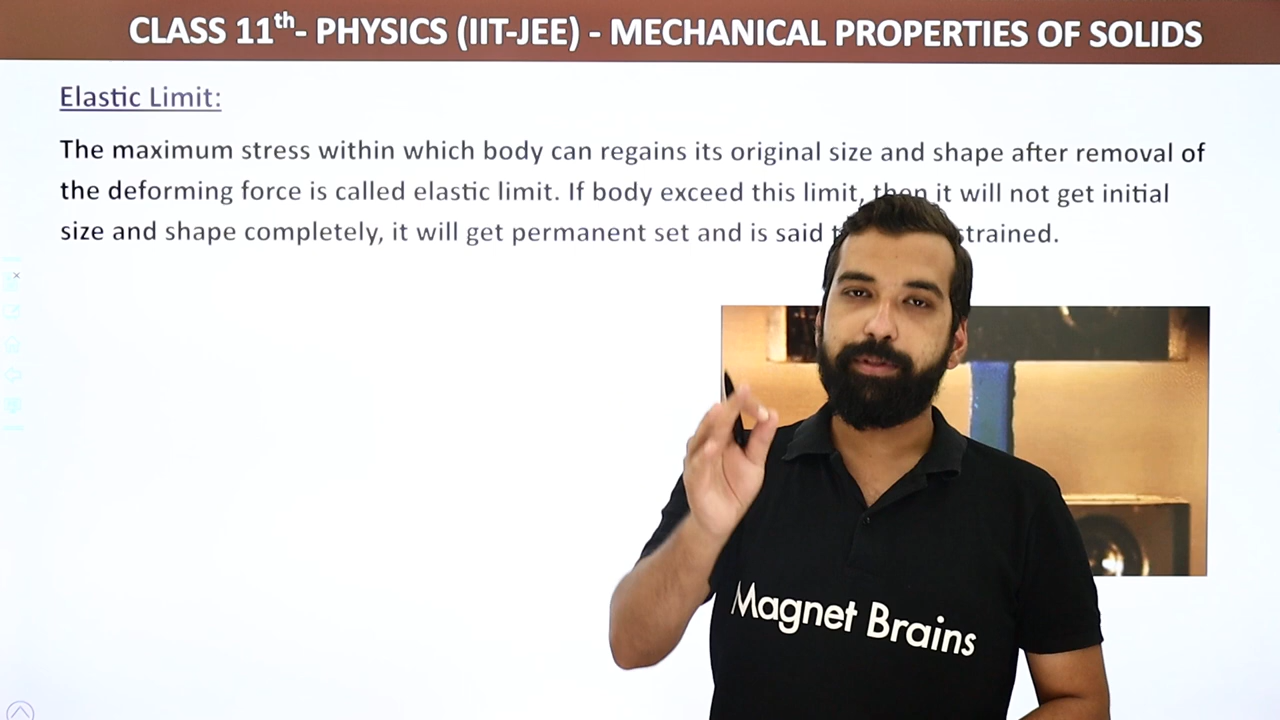 CLASS 11th- PHYSICS (IIT-JEE) - MECHANICAL PROPERTIES OF SOLIDS
Elastic Limit:
The maximum stress within which body can regains its original size and shape after removal of
the deforming force is called elastic limit. If body exceed this limit, then it will not get initial
size and shape completely, it will get permanent set and is said strained.
Magnet Brains